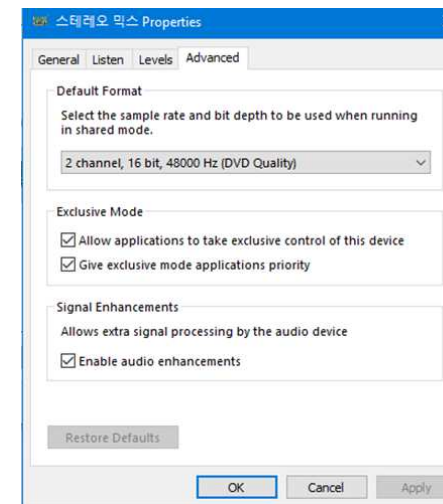 스테레오 믹스 Properties
General Listen Levels Advanced
Default Format
Select the sample rate and bit depth to be used when running
in shared mode.
2 channel, 16 bit, 48000 Hz (DVD Quality)
Exclusive Mode
Allow applications to take exclusive control of this device
Give exclusive mode applications priority
Signal Enhancements
Allows extra signal processing by the audio device
Enable audio enhancements
Restore Defaults
OK Cancel Apply